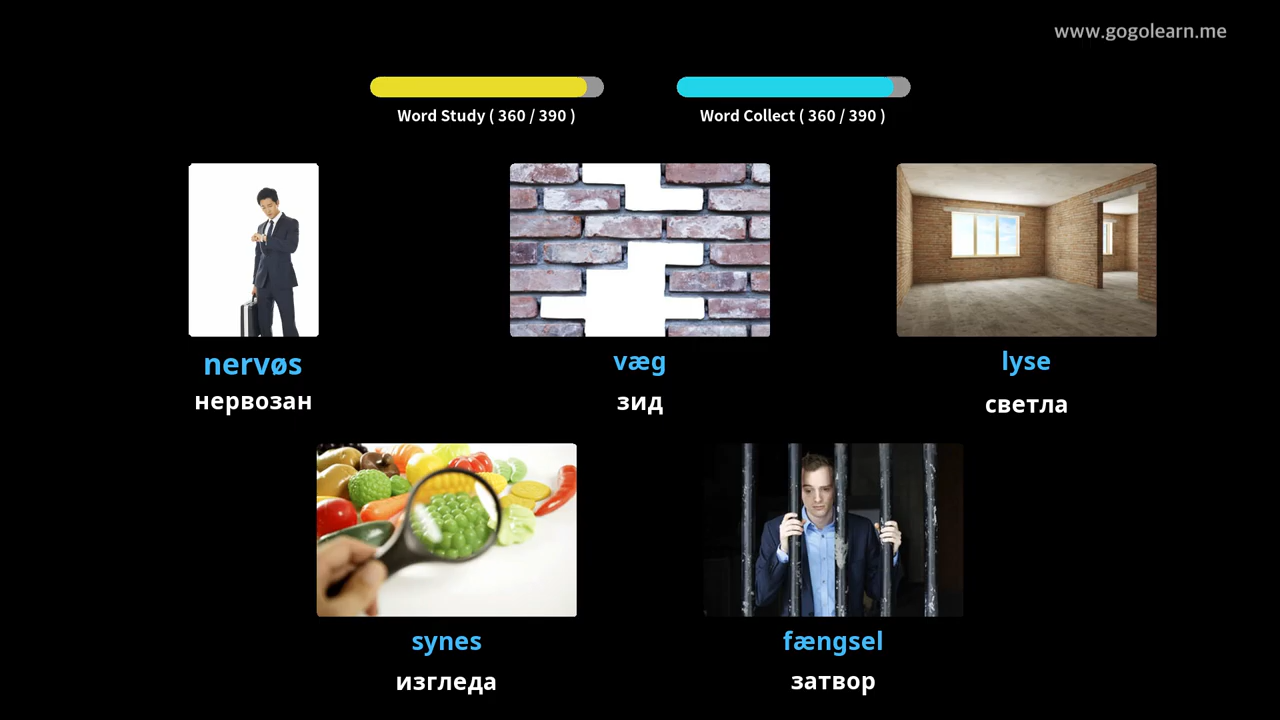 www.gogolearn.me
Word Study ( 360 / 390 )
Word Collect ( 360 / 390 )
nervøs
нервозан
væg
зид
lyse
светла
synes
изгледа
fængsel
затвор